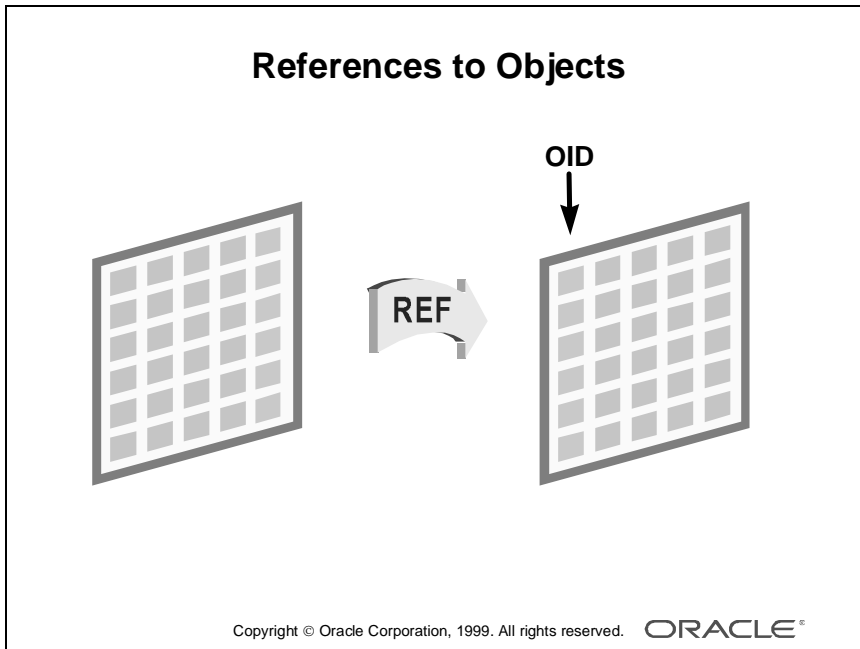 References to Objects
OID
REF
Copyright © Oracle Corporation, 1999. All rights reserved. ORACLE®